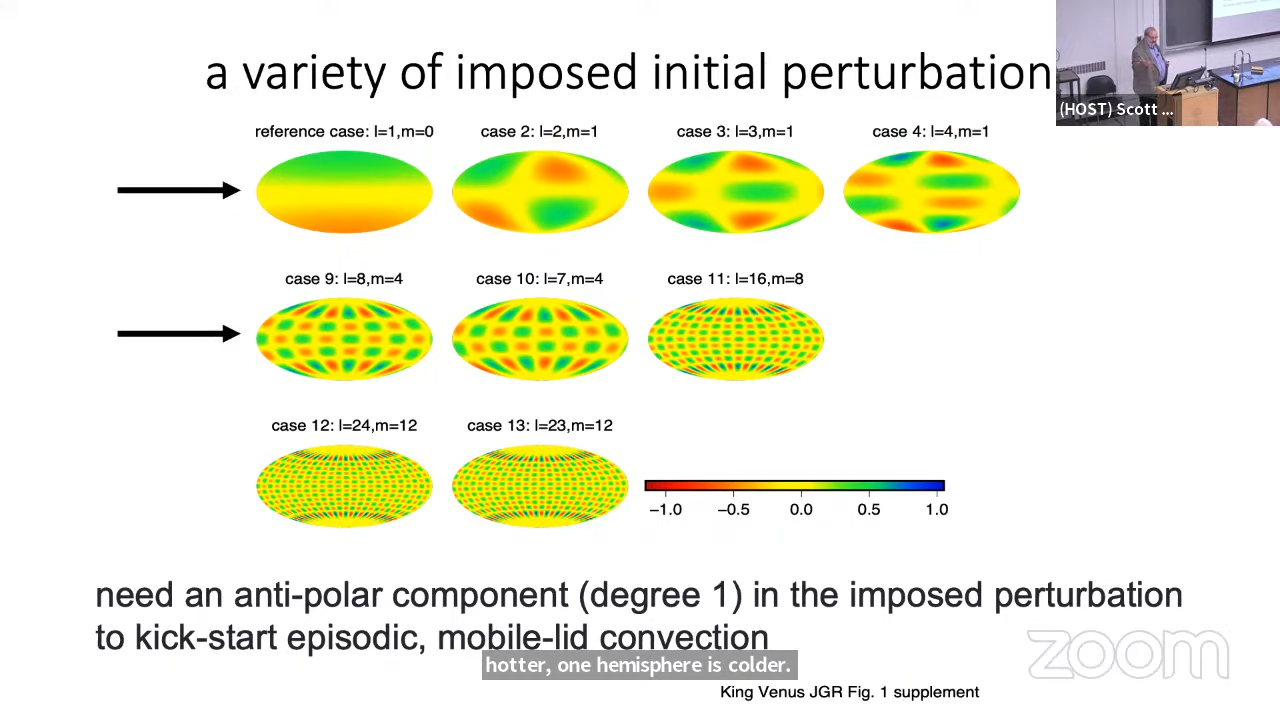 a variety of imposed initial perturbation
(HOST) Scott ...
reference case: l=1,m=0
case 2: l=2,m=1
case 3: l=3,m=1
case 4: l=4,m=1
case 9: l=8,m=4
case 10: l=7,m=4
case 11: l=16,m=8
case 12: l=24,m=12
case 13: l=23,m=12
−1.0 −0.5 0.0 0.5 1.0
need an anti-polar component (degree 1) in the imposed perturbation
to kick-start episodic, mobile-lid convection
hotter, one hemisphere is colder.
zoom
King Venus JGR Fig. 1 supplement